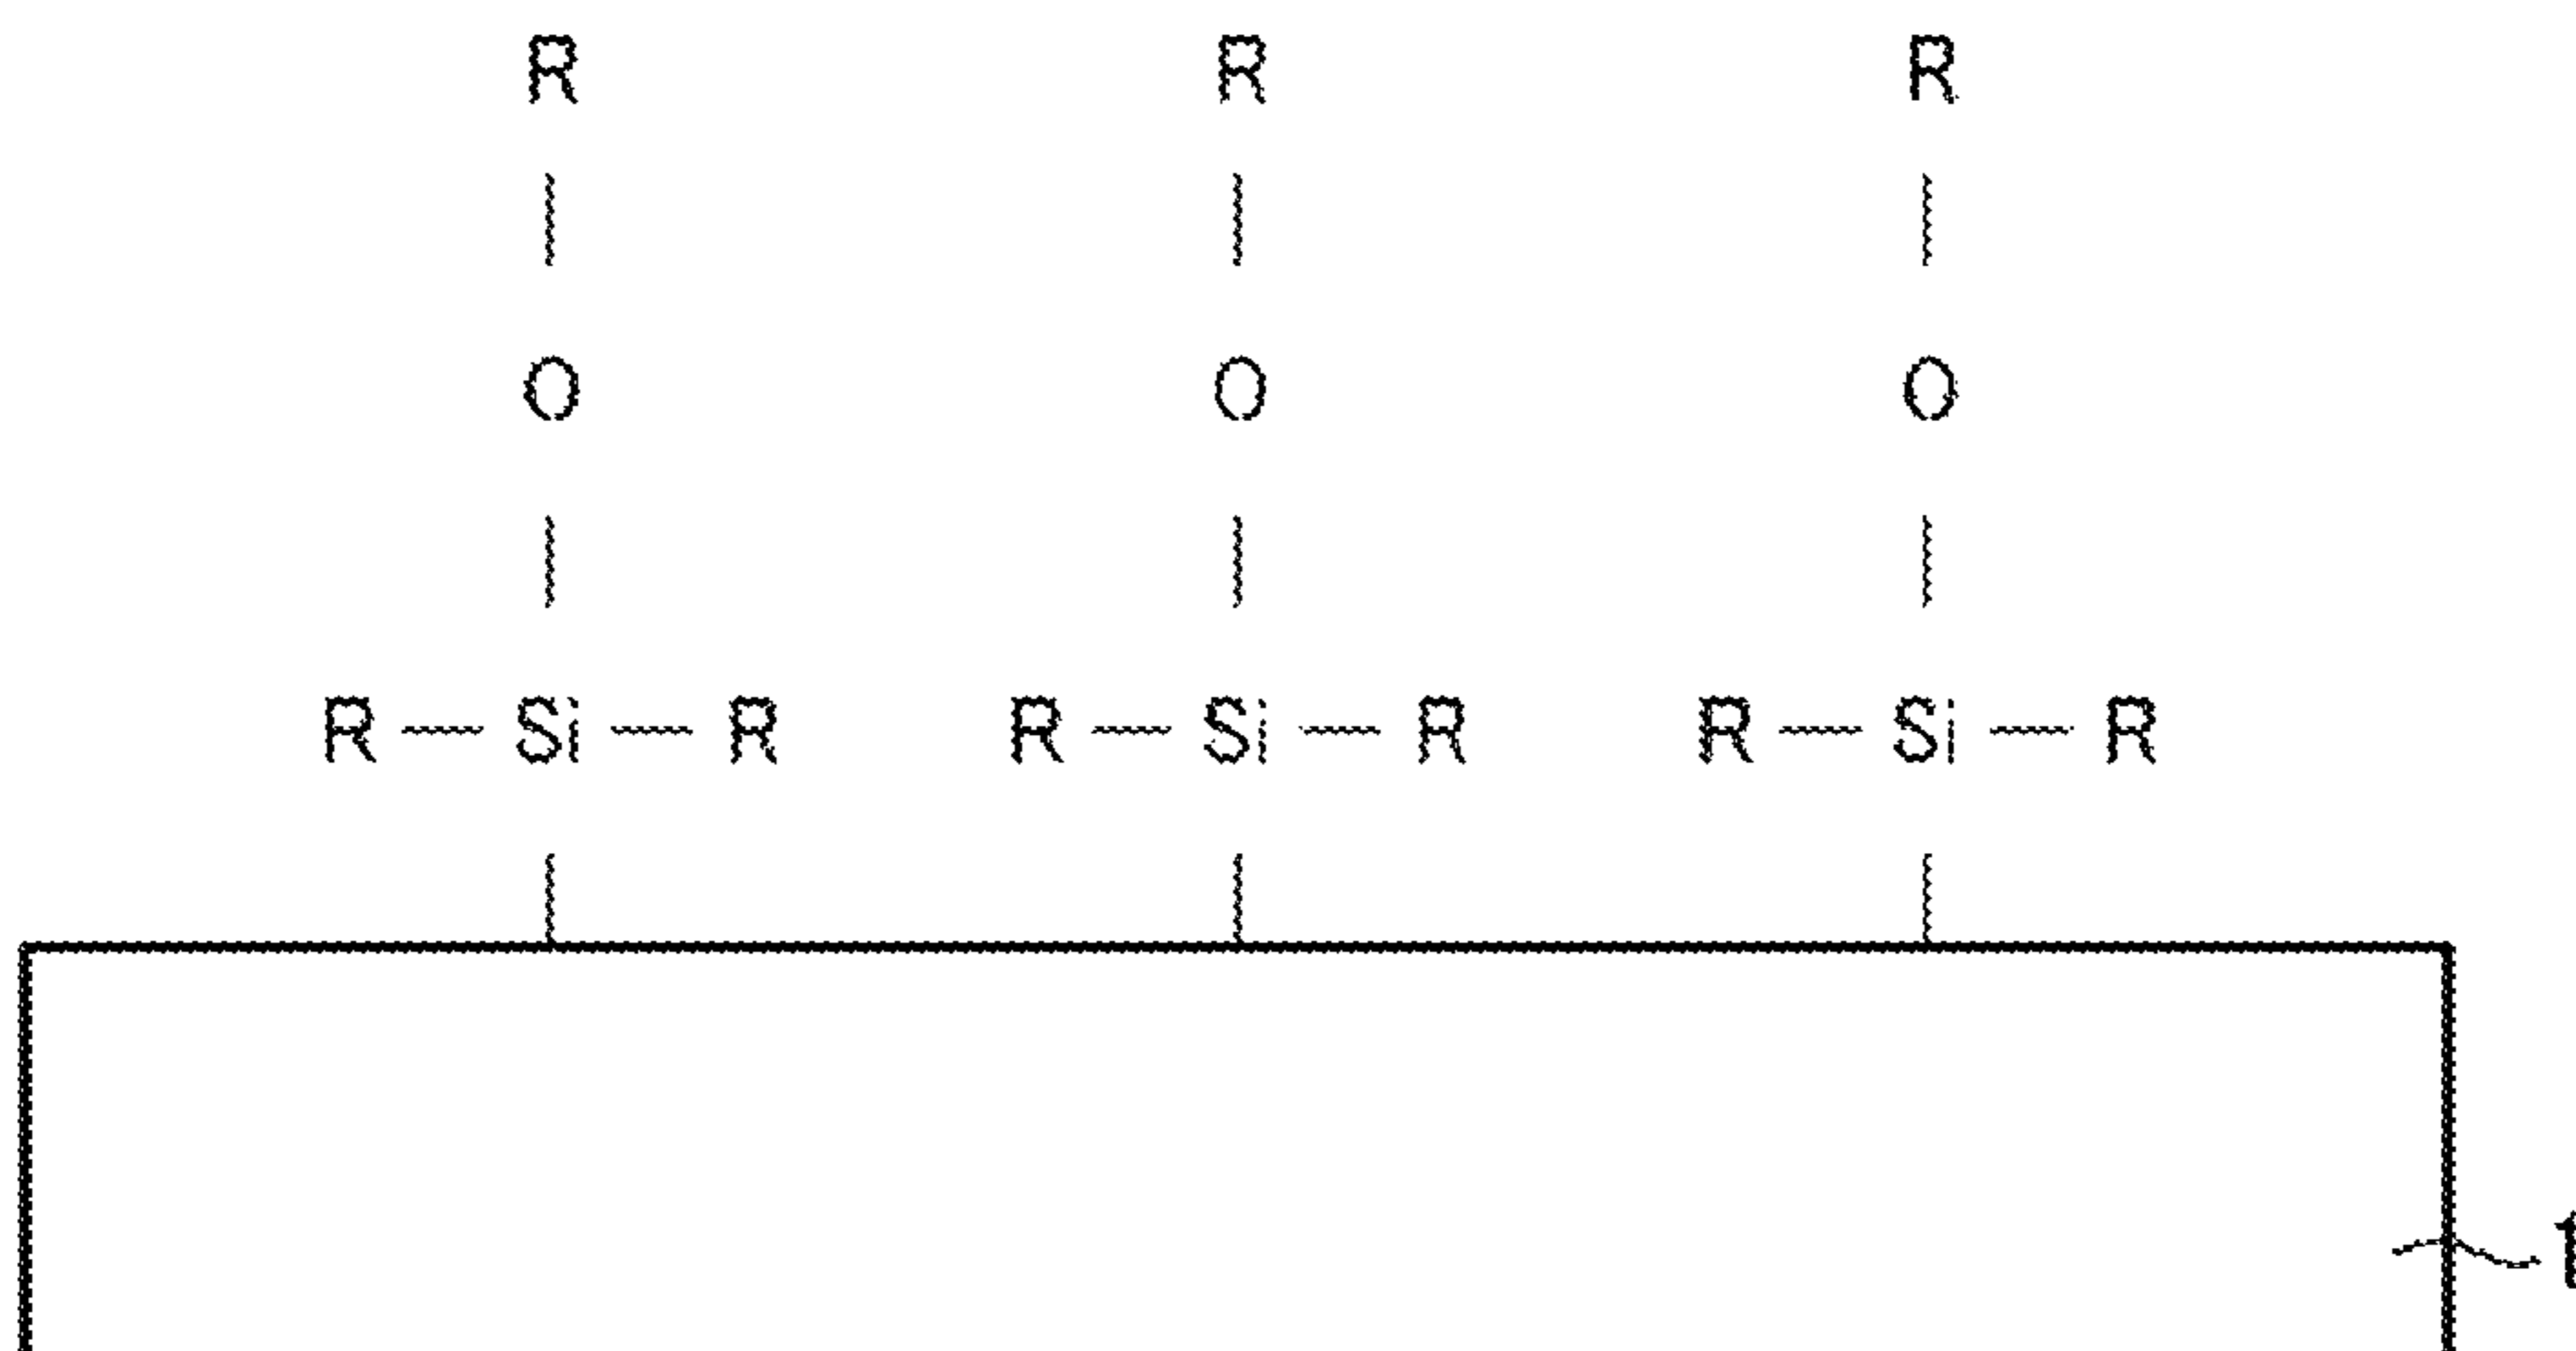 R R R
O O O
R — Si — R R — Si — R R — Si — R